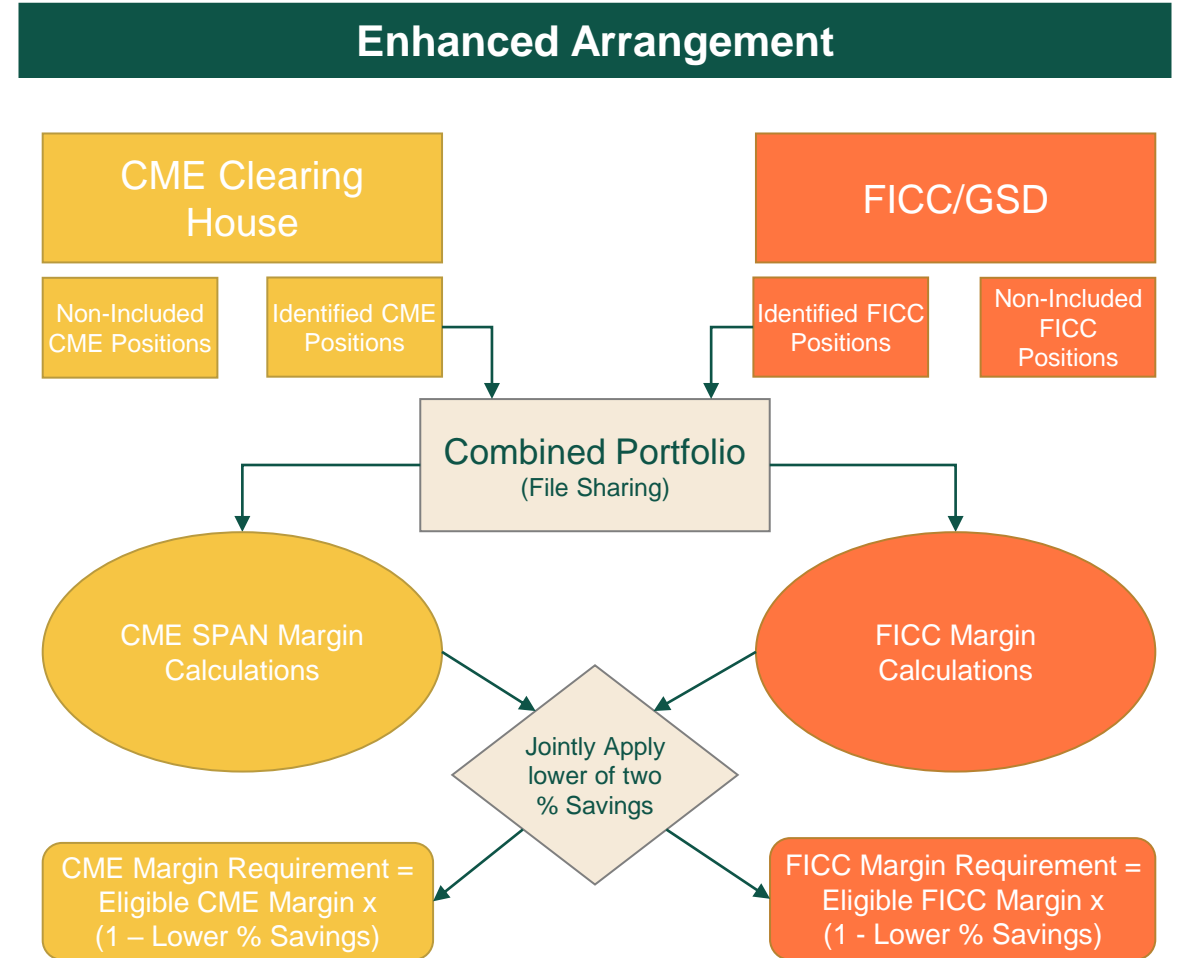 Enhanced Arrangement
CME Clearing
House
FICC/GSD
Non-Included
CME Positions
Identified CME
Positions
Identified FICC
Positions
Non-Included
FICC
Positions
Combined Portfolio
(File Sharing)
CME SPAN Margin
Calculations
FICC Margin
Calculations
Jointly Apply
lower of two
% Savings
CME Margin Requirement =
Eligible CME Margin x
(1 – Lower % Savings)
FICC Margin Requirement =
Eligible FICC Margin x
(1 - Lower % Savings)